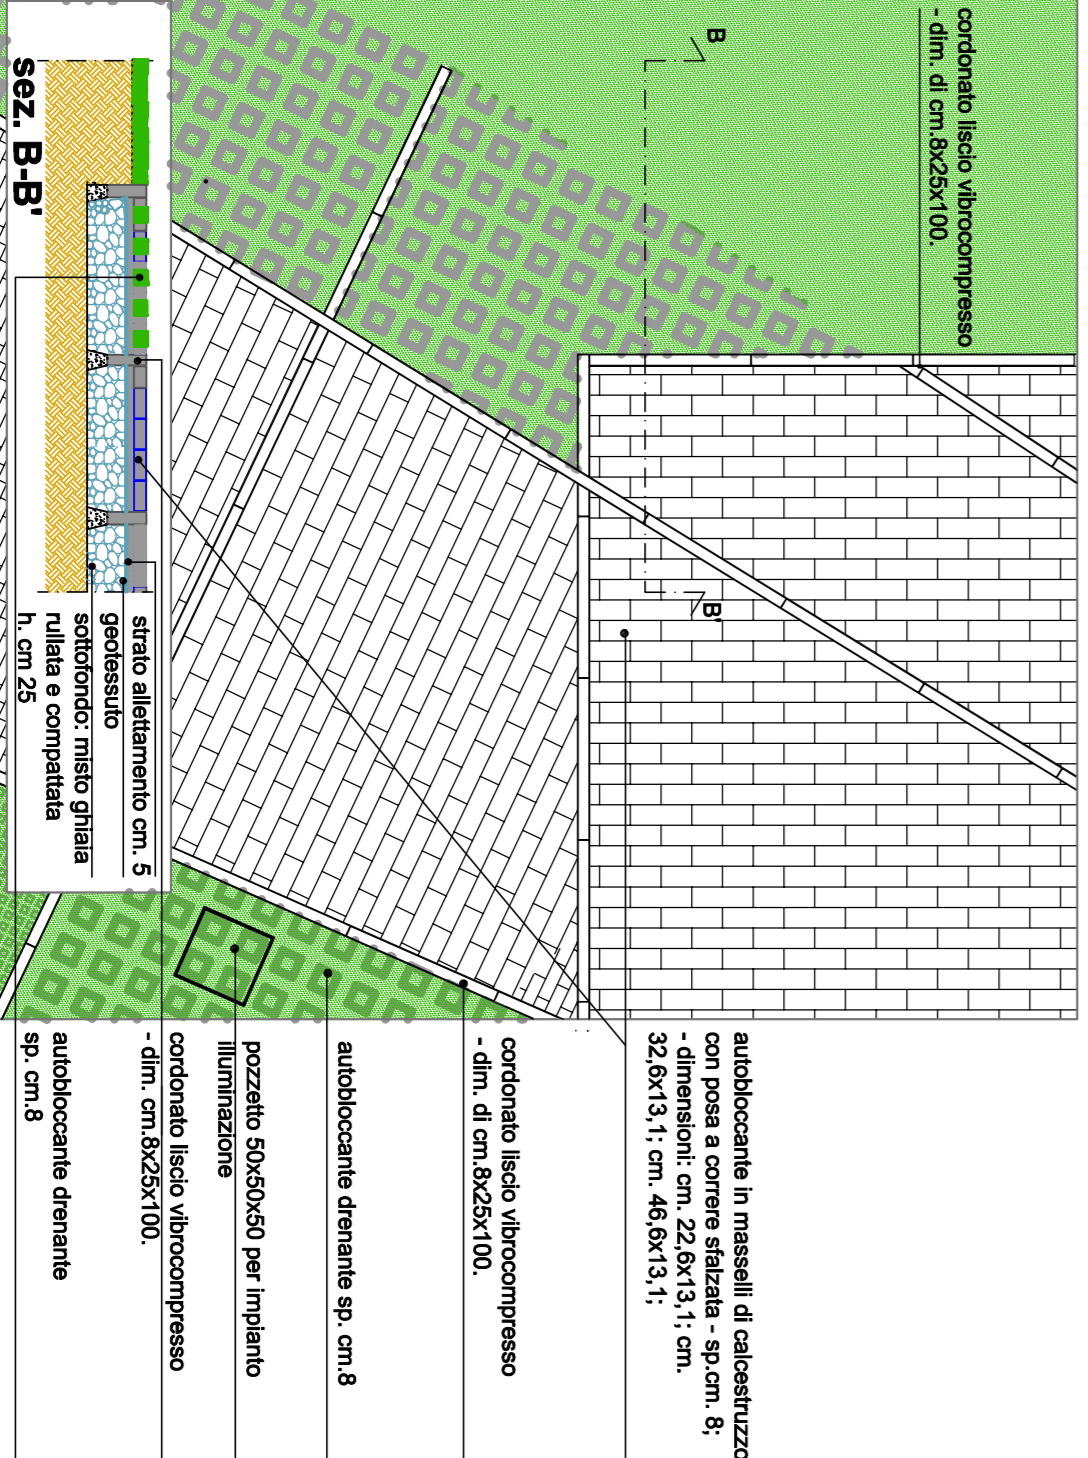 cordonato liscio vibrocompresso
- dim. di cm.8x25x100.
B
B'
autobloccante in masselli di calcestruzzo
con posa a correre sfalzata - sp.cm. 8;
- dimensioni: cm. 22,6x13,1; cm.
32,6x13,1; cm. 46,6x13,1;
cordonato liscio vibrocompresso
- dim. di cm.8x25x100.
autobloccante drenante sp. cm.8
pozzetto 50x50x50 per impianto
illuminazione
cordonato liscio vibrocompresso
- dim. cm.8x25x100.
autobloccante drenante
sp. cm.8
strato allettamento cm. 5
geotessuto
sottofondo: misto ghiaia
rullata e compattata
h. cm 25
sez. B-B'